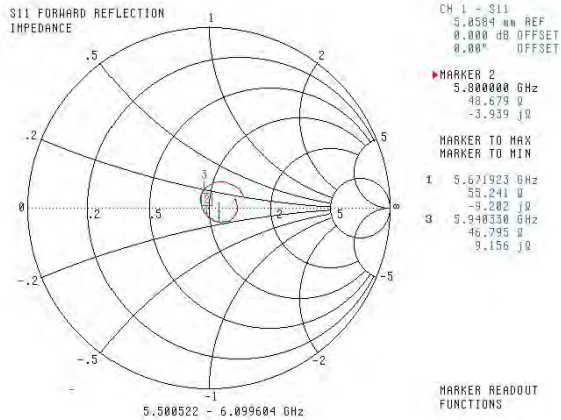 S11 FORWARD REFLECTION
IMPEDANCE
CH 1 - S11
5.0584 mm REF
0.000 dB OFFSET
0.00° OFFSET
▶MARKER 2
5.800000 GHz
48.679 Ω
-3.939 jΩ
MARKER TO MAX
MARKER TO MIN
1 5.671923 GHz
55.241 Ω
-9.202 jΩ
3 5.940330 GHz
46.795 Ω
9.156 jΩ
1
.5
2
.2
5
3
2
1
0
.2
.5
2
5
∞
-.2
-5
-.5
-2
-1
5.500522 - 6.099604 GHz
MARKER READOUT
FUNCTIONS